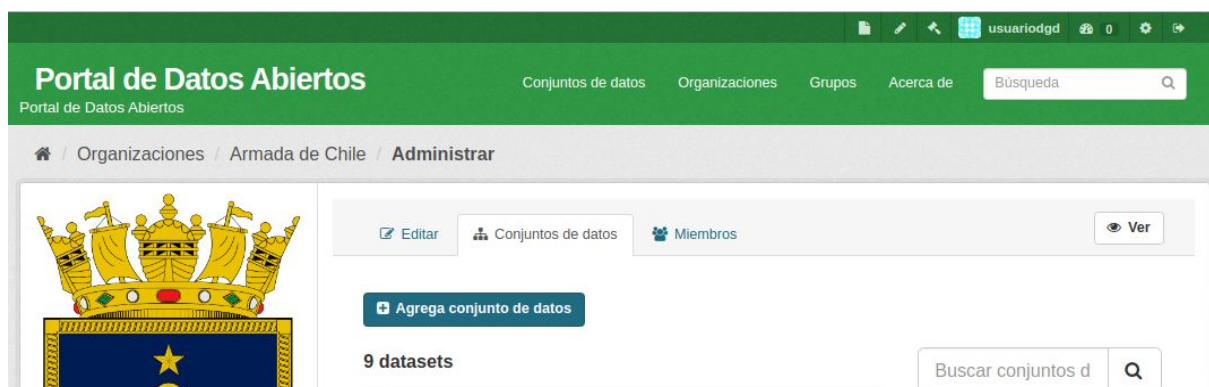 usuariodgd 0
Portal de Datos Abiertos
Portal de Datos Abiertos
Conjuntos de datos Organizaciones Grupos Acerca de Búsqueda
/ Organizaciones / Armada de Chile / Administrar
Editar Conjuntos de datos Miembros Ver
Agrega conjunto de datos
9 datasets
Buscar conjuntos d